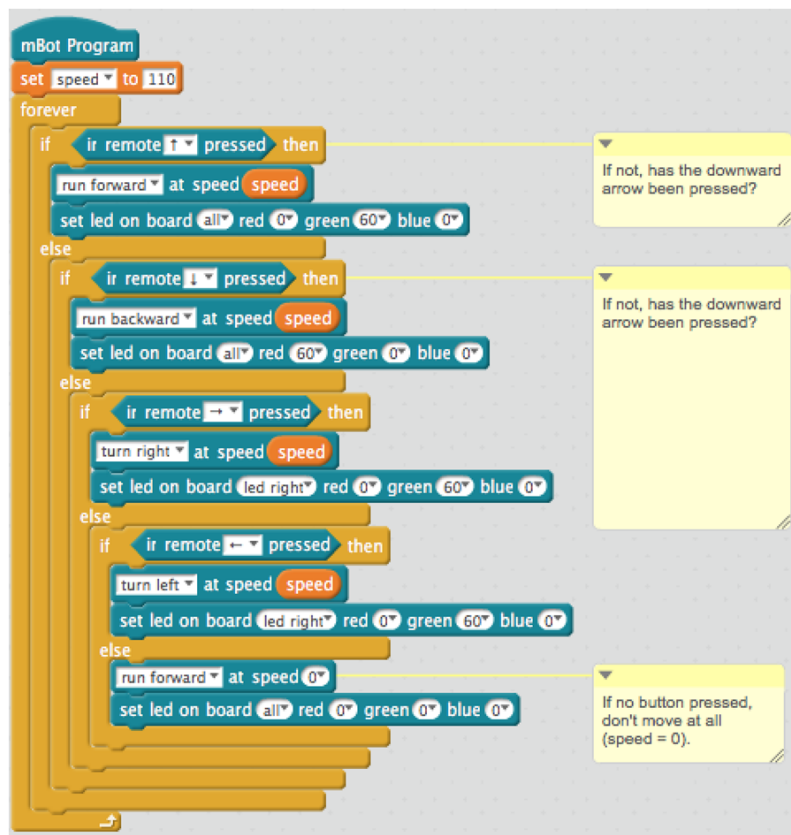 mBot Program
set speed to 110
forever
if ir remote ↑ pressed then
run forward at speed speed
set led on board all red 0 green 60 blue 0
else
if ir remote ↓ pressed then
run backward at speed speed
set led on board all red 60 green 0 blue 0
else
if ir remote → pressed then
turn right at speed speed
set led on board led right red 0 green 60 blue 0
else
if ir remote ← pressed then
turn left at speed speed
set led on board led right red 0 green 60 blue 0
else
run forward at speed 0
set led on board all red 0 green 0 blue 0
If not, has the downward
arrow been pressed?
If not, has the downward
arrow been pressed?
If no button pressed,
don't move at all
(speed = 0).